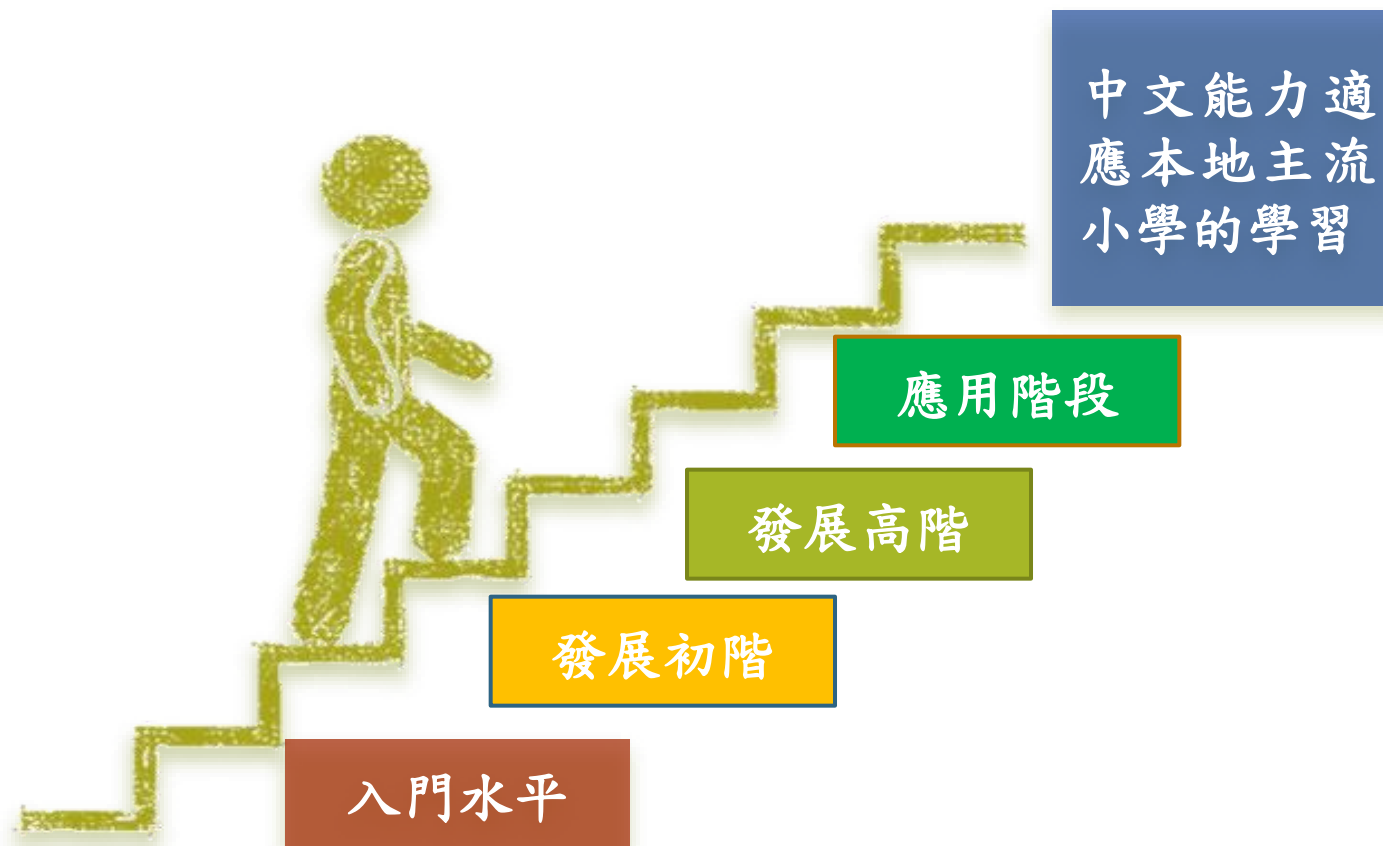 中文能力適
應本地主流
小學的學習
應用階段
發展高階
發展初階
入門水平